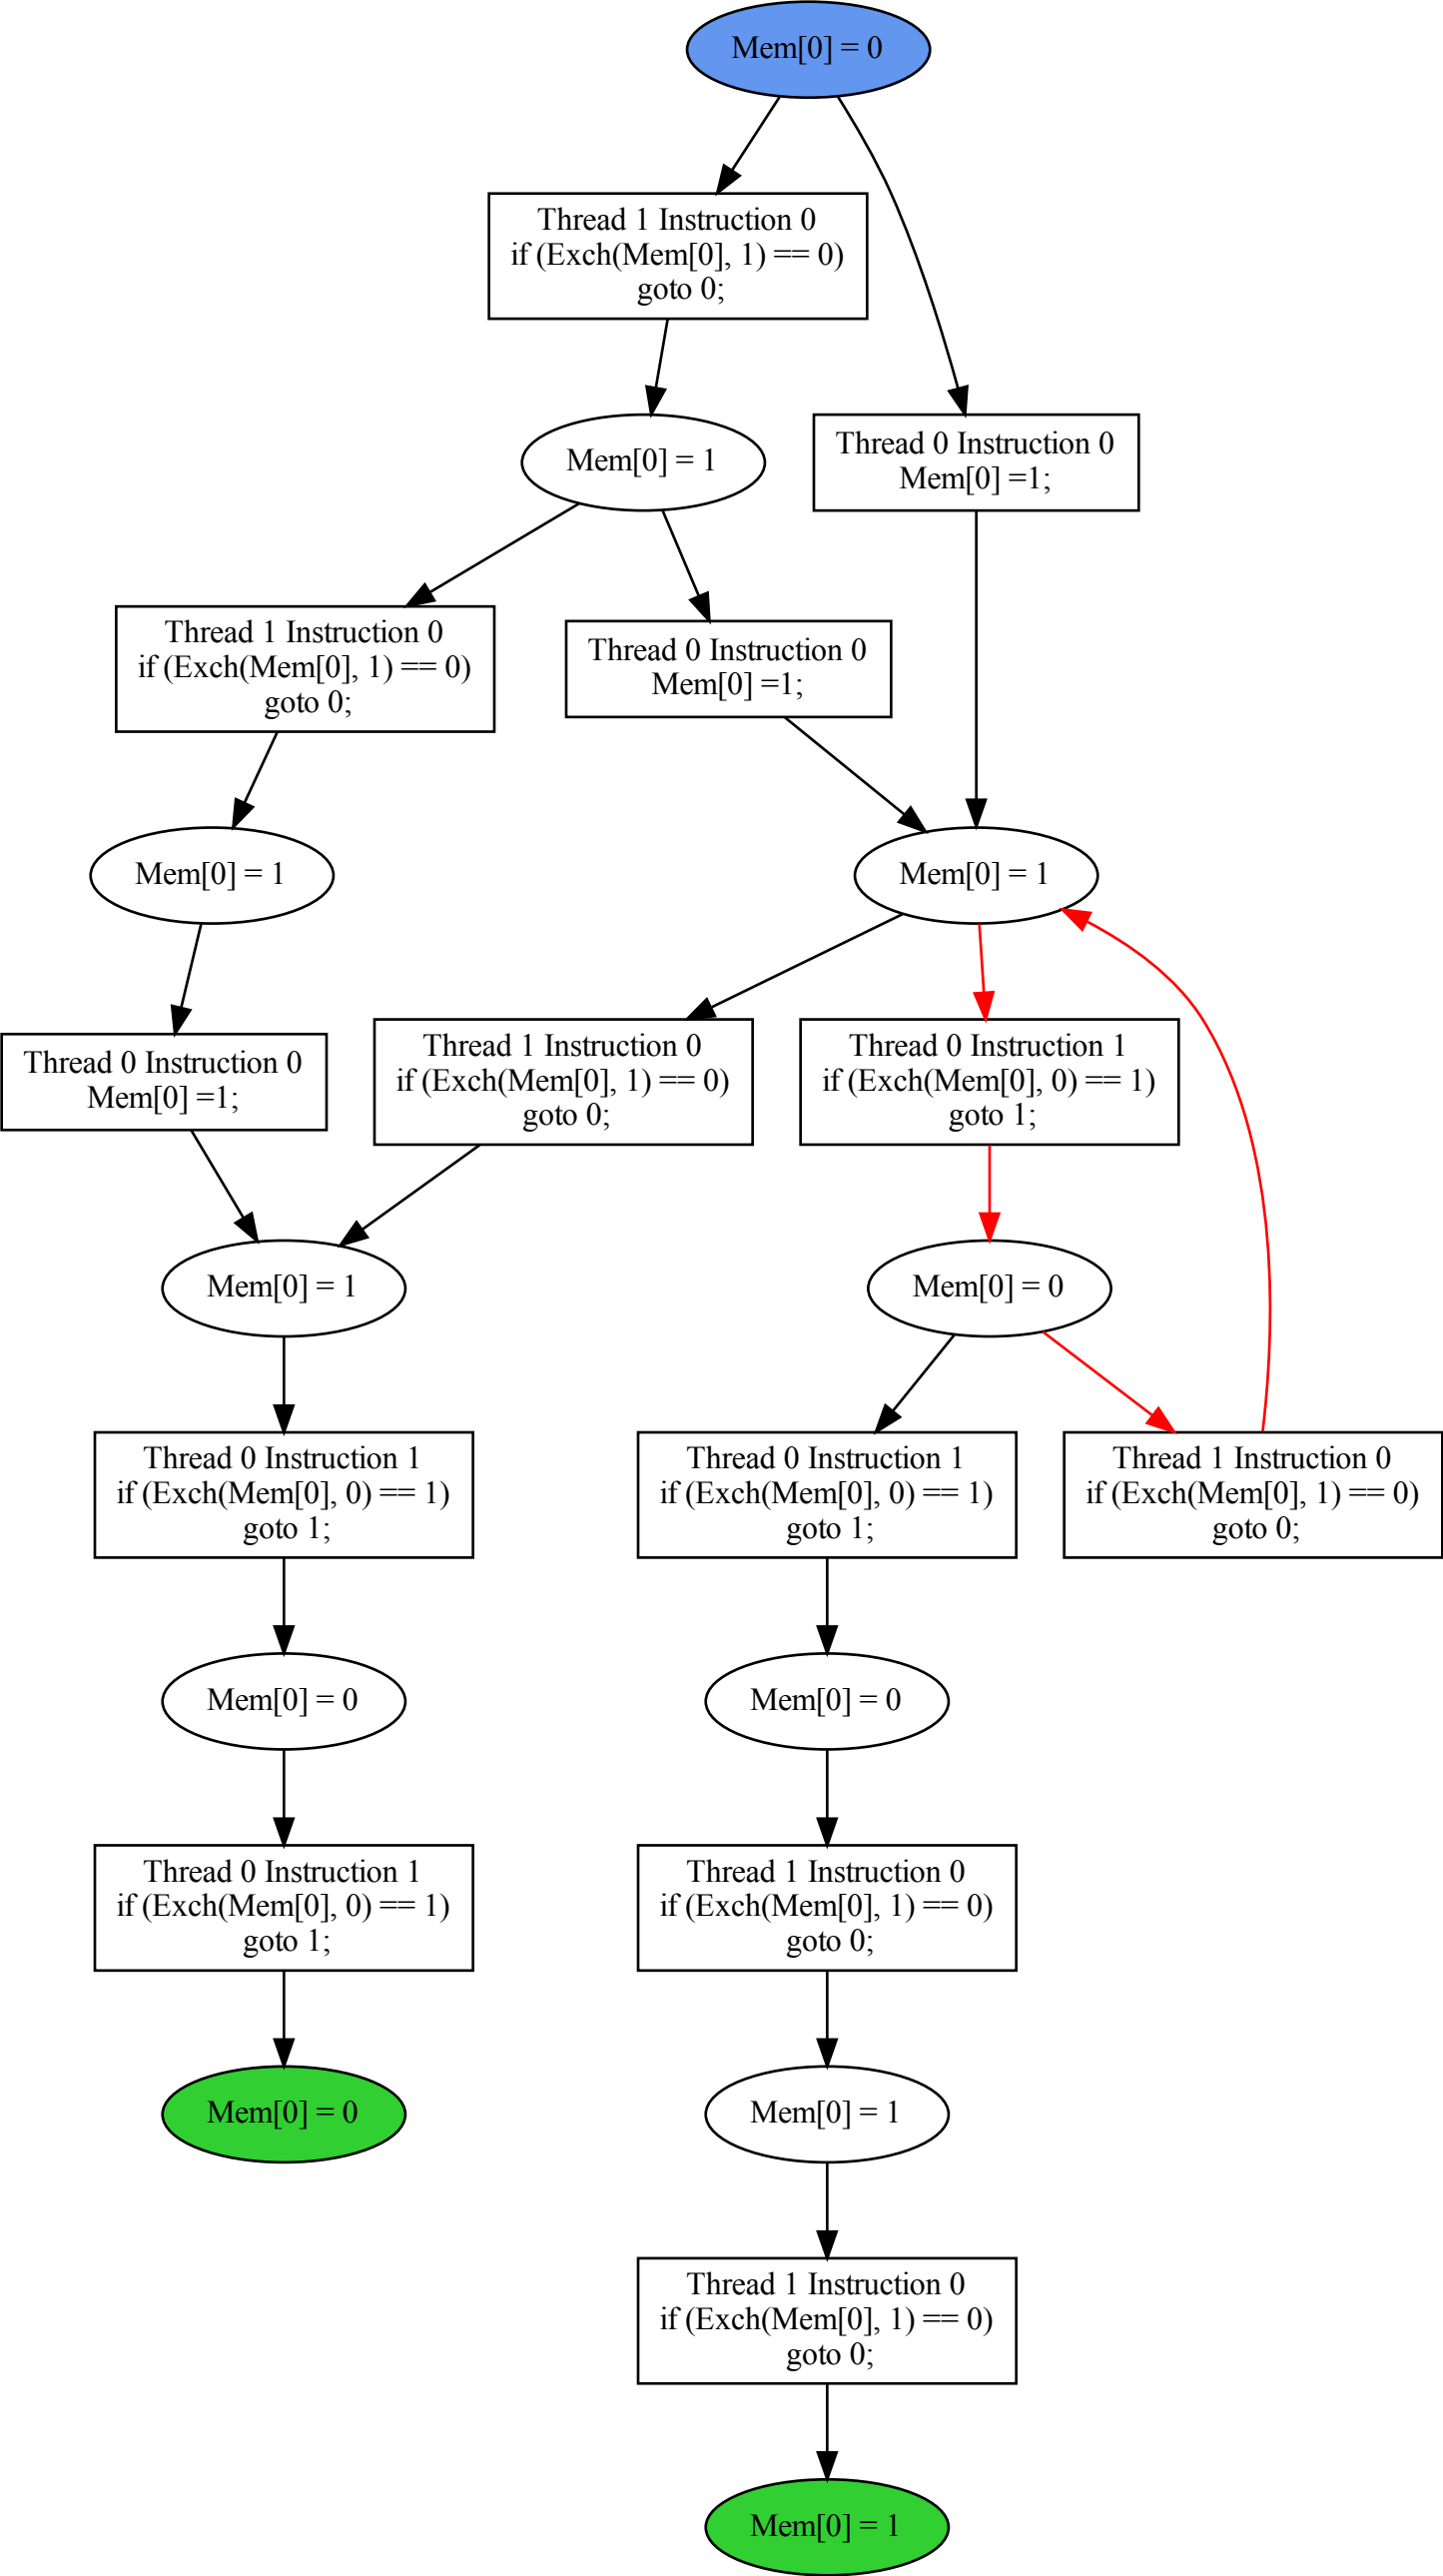 Mem[0] = 0
Thread 1 Instruction 0
if (Exch(Mem[0], 1) == 0)
goto 0;
Mem[0] = 1
Thread 0 Instruction 0
Mem[0] =1;
Thread 1 Instruction 0
if (Exch(Mem[0], 1) == 0)
goto 0;
Thread 0 Instruction 0
Mem[0] =1;
Mem[0] = 1
Mem[0] = 1
Thread 0 Instruction 0
Mem[0] =1;
Thread 1 Instruction 0
if (Exch(Mem[0], 1) == 0)
goto 0;
Thread 0 Instruction 1
if (Exch(Mem[0], 0) == 1)
goto 1;
Mem[0] = 1
Mem[0] = 0
Thread 0 Instruction 1
if (Exch(Mem[0], 0) == 1)
goto 1;
Thread 0 Instruction 1
if (Exch(Mem[0], 0) == 1)
goto 1;
Thread 1 Instruction 0
if (Exch(Mem[0], 1) == 0)
goto 0;
Mem[0] = 0
Mem[0] = 0
Thread 0 Instruction 1
if (Exch(Mem[0], 0) == 1)
goto 1;
Thread 1 Instruction 0
if (Exch(Mem[0], 1) == 0)
goto 0;
Mem[0] = 0
Mem[0] = 1
Thread 1 Instruction 0
if (Exch(Mem[0], 1) == 0)
goto 0;
Mem[0] = 1